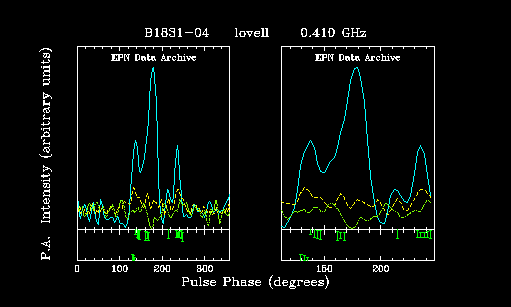 B1831-04 lovell 0.410 GHz
EPN Data Archive EPN Data Archive
P.A. Intensity (arbitrary units)
0 100 200 300 150 200
Pulse Phase (degrees)